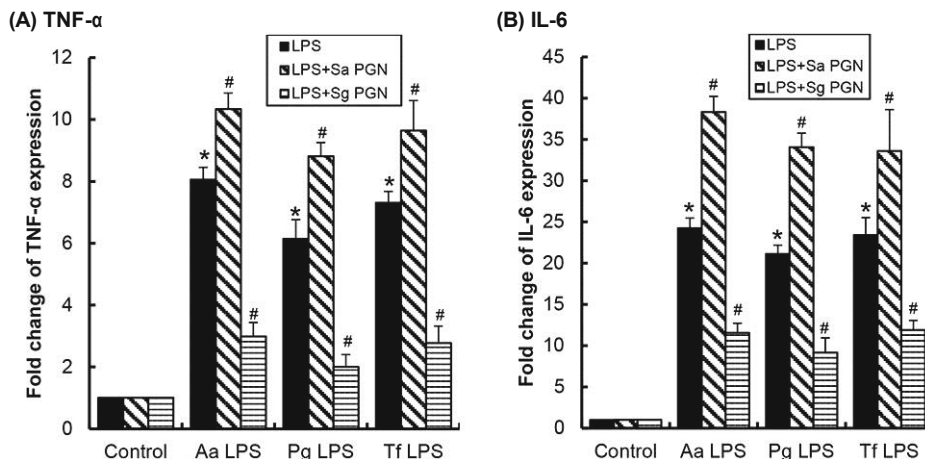 (A) TNF-α
Fold change of TNF-α expression
12
10
8
6
4
2
0
LPS
LPS+Sa PGN
LPS+Sg PGN
*
#
#
*
#
#
*
#
#
Control Aa LPS Pg LPS Tf LPS
(B) IL-6
Fold change of IL-6 expression
45
40
35
30
25
20
15
10
5
0
LPS
LPS+Sa PGN
LPS+Sg PGN
*
#
#
*
#
#
*
#
#
Control Aa LPS Pg LPS Tf LPS